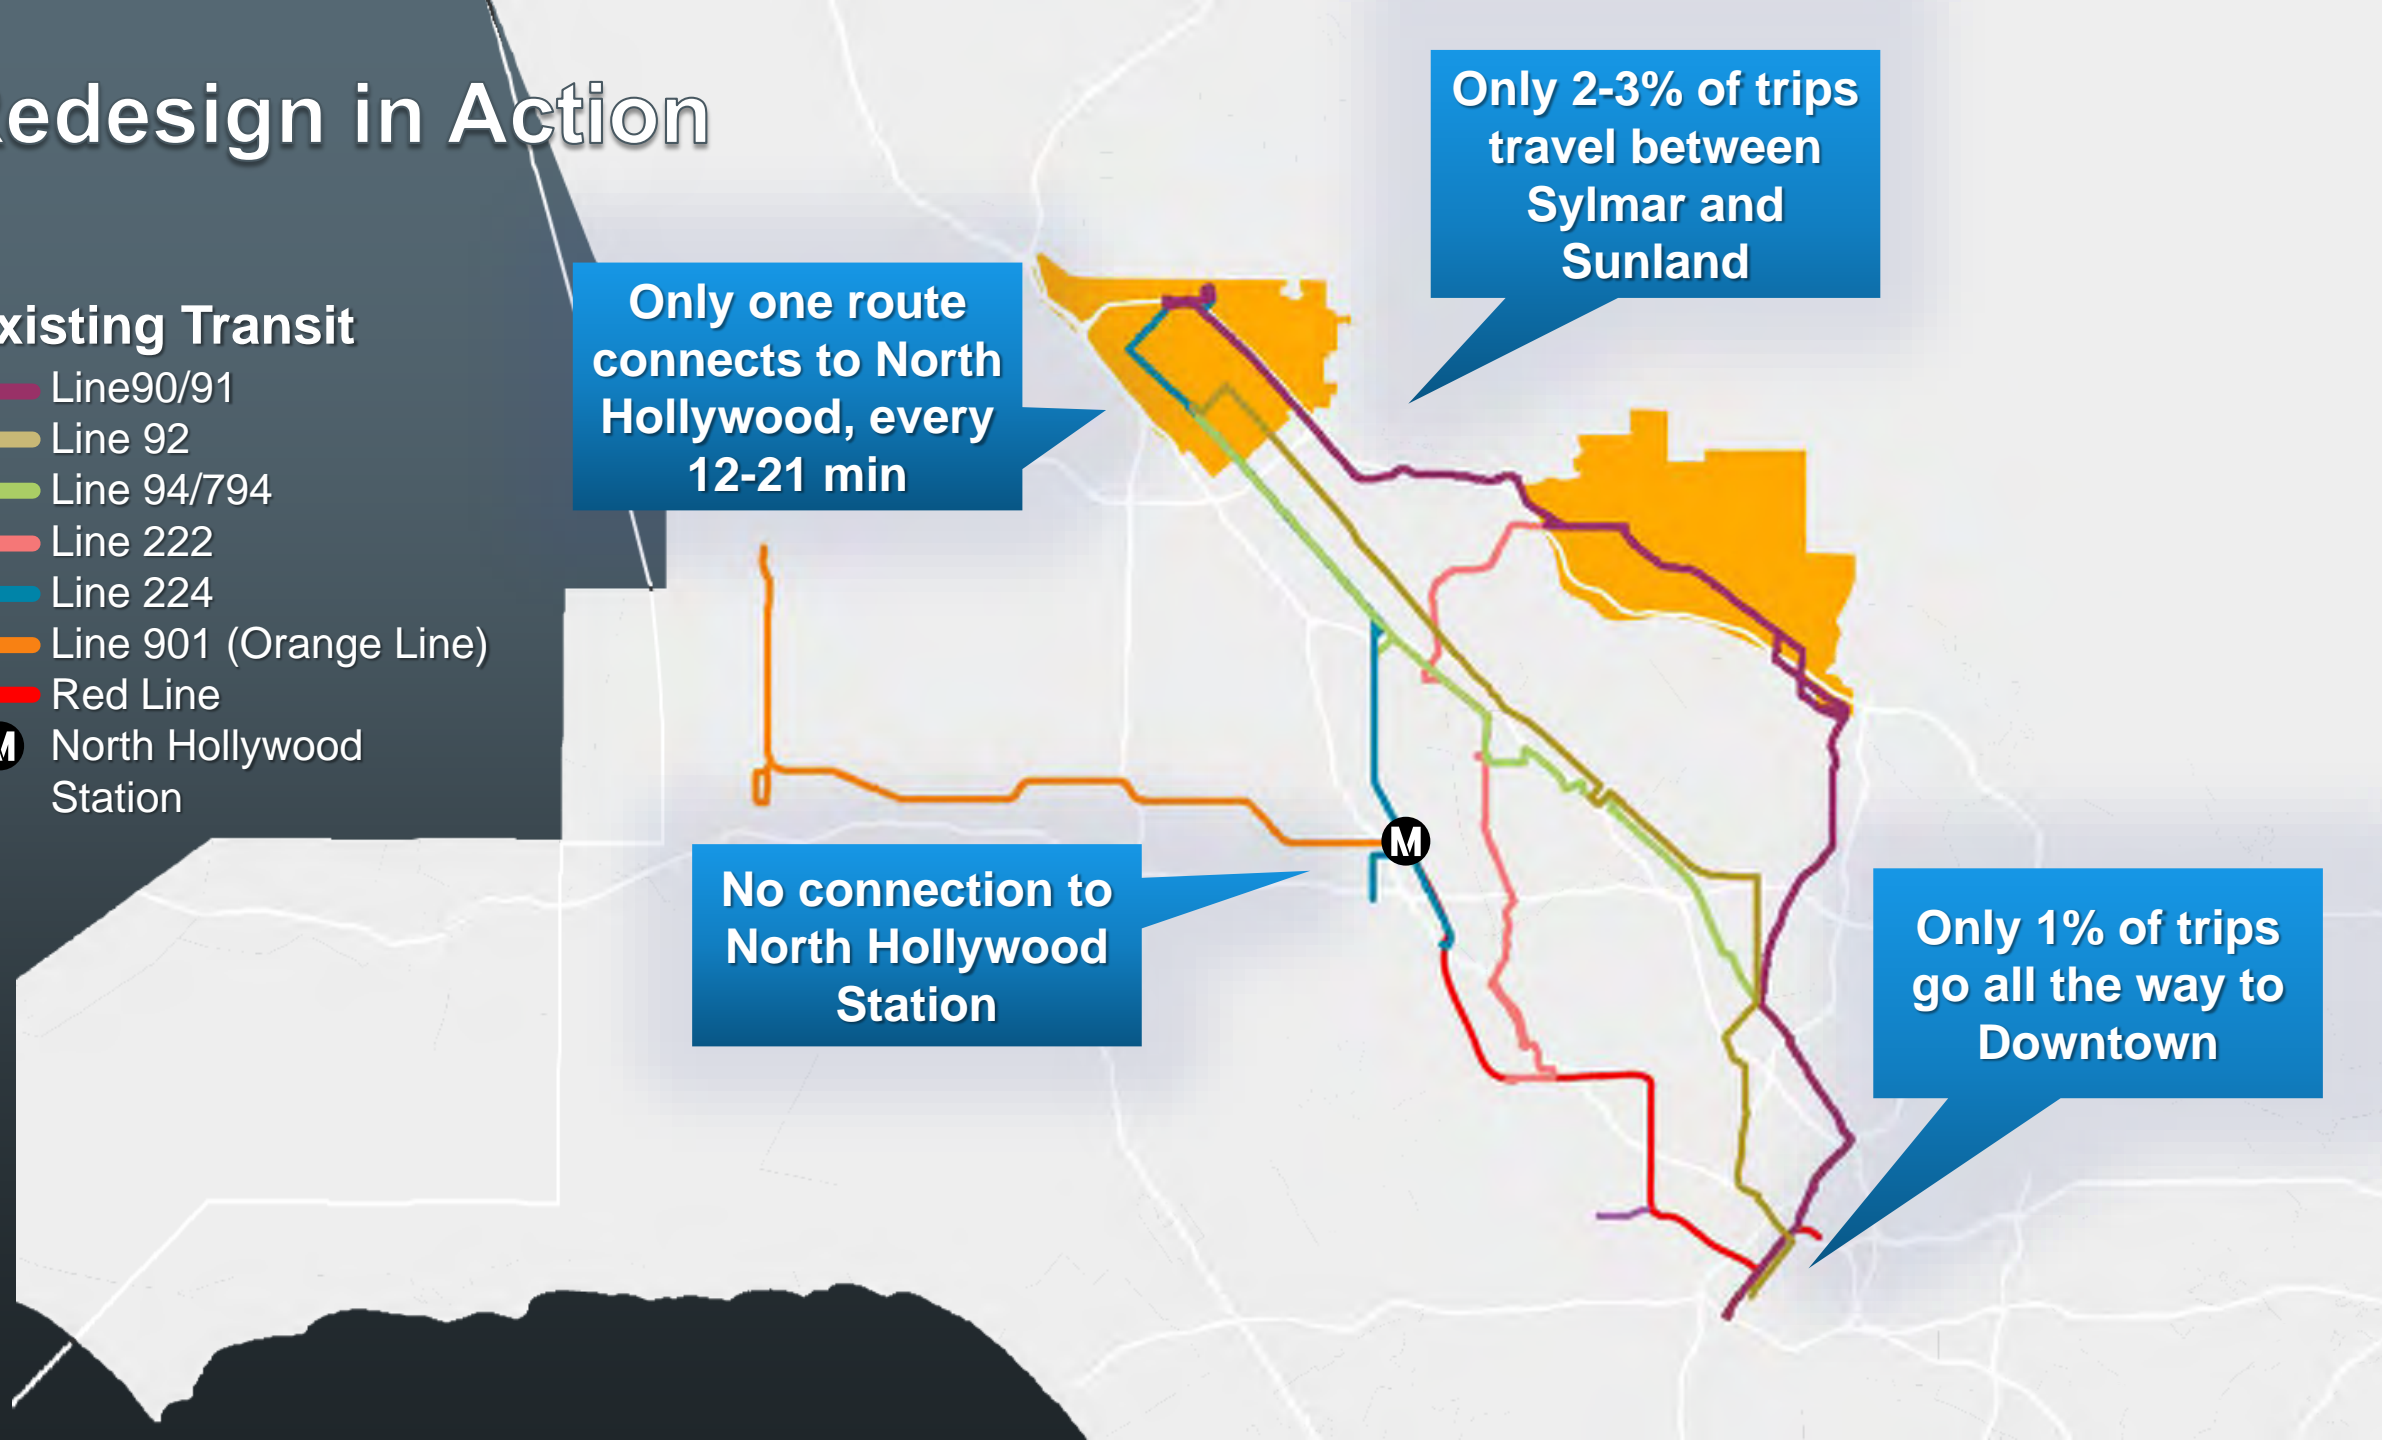 edesign in Action
Only 2-3% of trips
travel between
Sylmar and
Sunland
Only one route
connects to North
Hollywood, every
12-21 min
xisting Transit
Line90/91
Line 92
Line 94/794
Line 222
Line 224
Line 901 (Orange Line)
Red Line
M North Hollywood
Station
M
No connection to
North Hollywood
Station
Only 1% of trips
go all the way to
Downtown